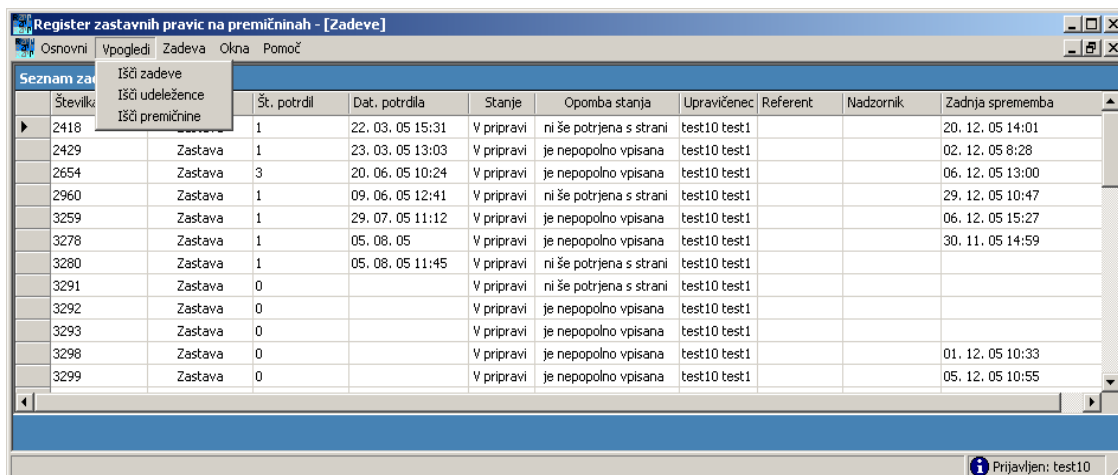 Register zastavnih pravic na premičninah - [Zadeve]
Osnovni Vpogledi Zadeva Okna Pomoč
Seznam
Išči zadeve
Išči udeležence
Išči premičnine
Št. potrdil Dat. potrdila Stanje Opomba stanja Upravičenec Referent Nadzornik Zadnja sprememba
2418 1 22. 03. 05 15:31 V pripravi ni še potrjena s strani test10 test1 20. 12. 05 14:01
2429 Zastava 1 23. 03. 05 13:03 V pripravi je nepopolno vpisana test10 test1 02. 12. 05 8:28
2654 Zastava 3 20. 06. 05 10:24 V pripravi je nepopolno vpisana test10 test1 06. 12. 05 13:00
2960 Zastava 1 09. 06. 05 12:41 V pripravi ni še potrjena s strani test10 test1 29. 12. 05 10:47
3259 Zastava 1 29. 07. 05 11:12 V pripravi je nepopolno vpisana test10 test1 06. 12. 05 15:27
3278 Zastava 1 05. 08. 05 V pripravi je nepopolno vpisana test10 test1 30. 11. 05 14:59
3280 Zastava 1 05. 08. 05 11:45 V pripravi ni še potrjena s strani test10 test1
3291 Zastava 0 V pripravi ni še potrjena s strani test10 test1
3292 Zastava 0 V pripravi je nepopolno vpisana test10 test1
3293 Zastava 0 V pripravi je nepopolno vpisana test10 test1
3298 Zastava 0 V pripravi je nepopolno vpisana test10 test1 01. 12. 05 10:33
3299 Zastava 0 V pripravi je nepopolno vpisana test10 test1 05. 12. 05 10:55
Prijavljen: test10